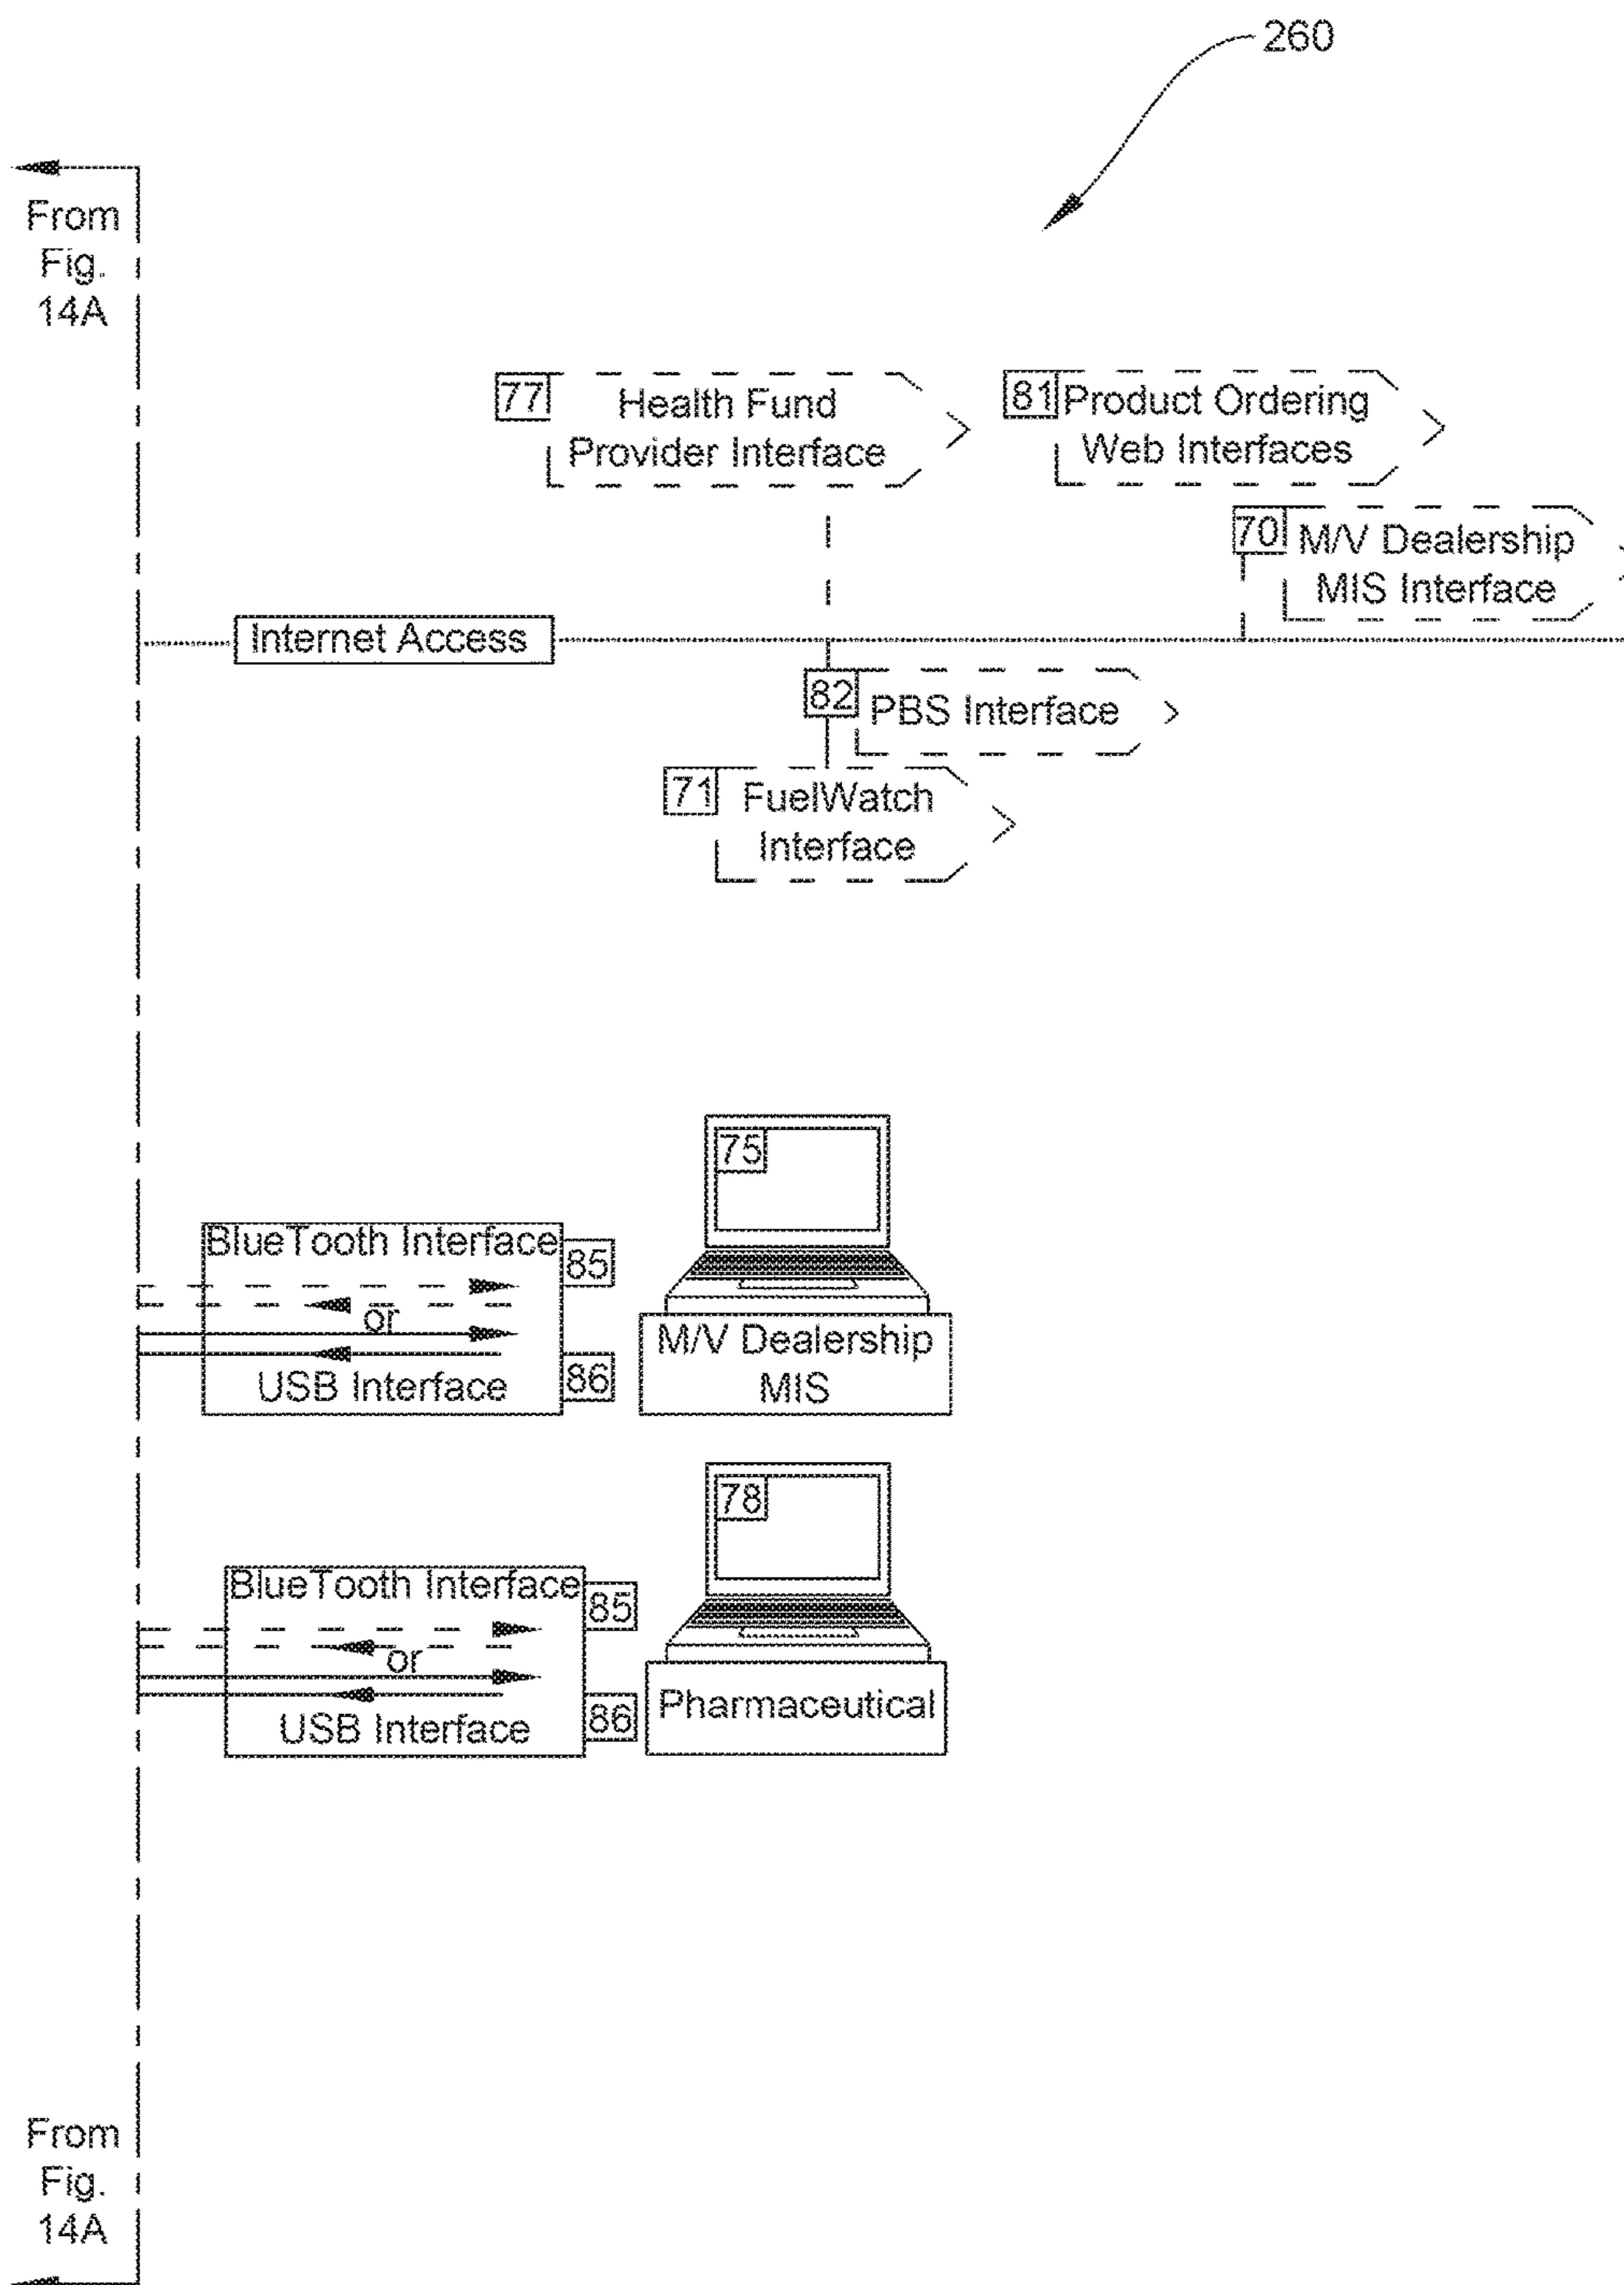 260
From
Fig.
14A
77 Health Fund
Provider Interface
81 Product Ordering
Web Interfaces
70 M/V Dealership
MIS Interface
Internet Access
82 PBS Interface
71 FuelWatch
Interface
75
BlueTooth Interface
85
or
USB Interface
86
M/V Dealership
MIS
78
BlueTooth Interface
85
or
USB Interface
86
Pharmaceutical
From
Fig.
14A